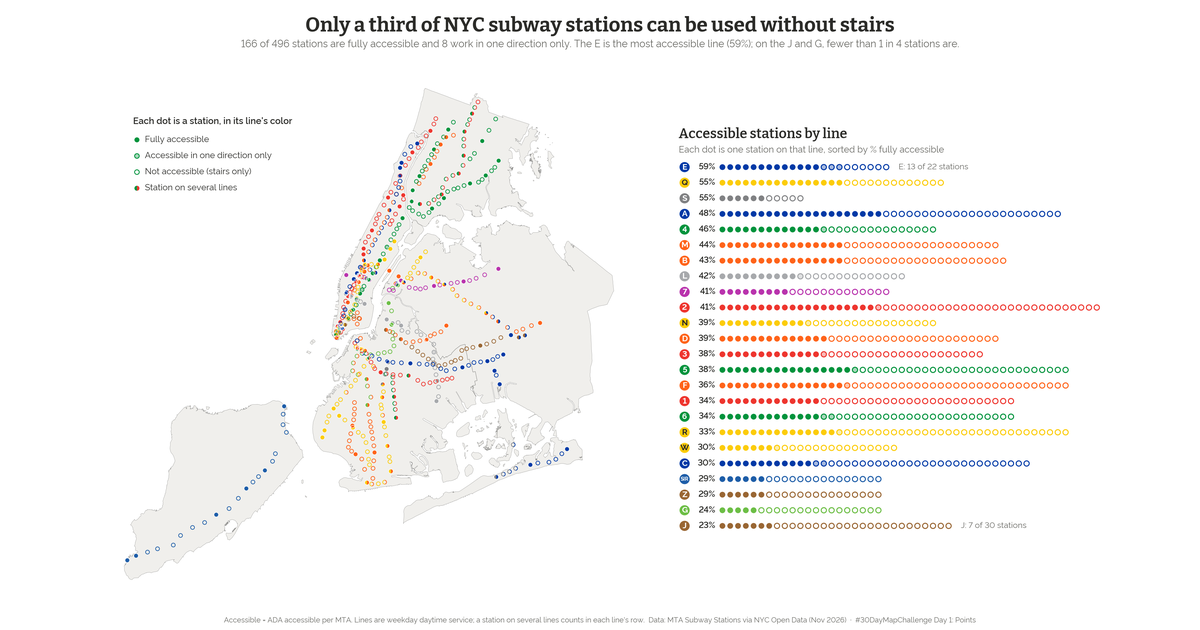 Only a third of NYC subway stations can be used without stairs
166 of 496 stations are fully accessible and 8 work in one direction only. The E is the most accessible line (59%); on the J and G, fewer than 1 in 4 stations are.
Each dot is a station, in its line's color
Fully accessible
Accessible in one direction only
Not accessible (stairs only)
Station on several lines
Accessible stations by line
Each dot is one station on that line, sorted by % fully accessible
E 59% E: 13 of 22 stations
Q 55%
S 55%
A 48%
4 46%
M 44%
B 43%
L 42%
7 41%
2 41%
N 39%
D 39%
3 38%
5 38%
F 36%
1 34%
6 34%
R 33%
W 30%
C 30%
SIR 29%
Z 29%
G 24%
J 23% J: 7 of 30 stations
Accessible = ADA accessible per MTA. Lines are weekday daytime service; a station on several lines counts in each line's row. Data: MTA Subway Stations via NYC Open Data (Nov 2026) · #30DayMapChallenge Day 1: Points